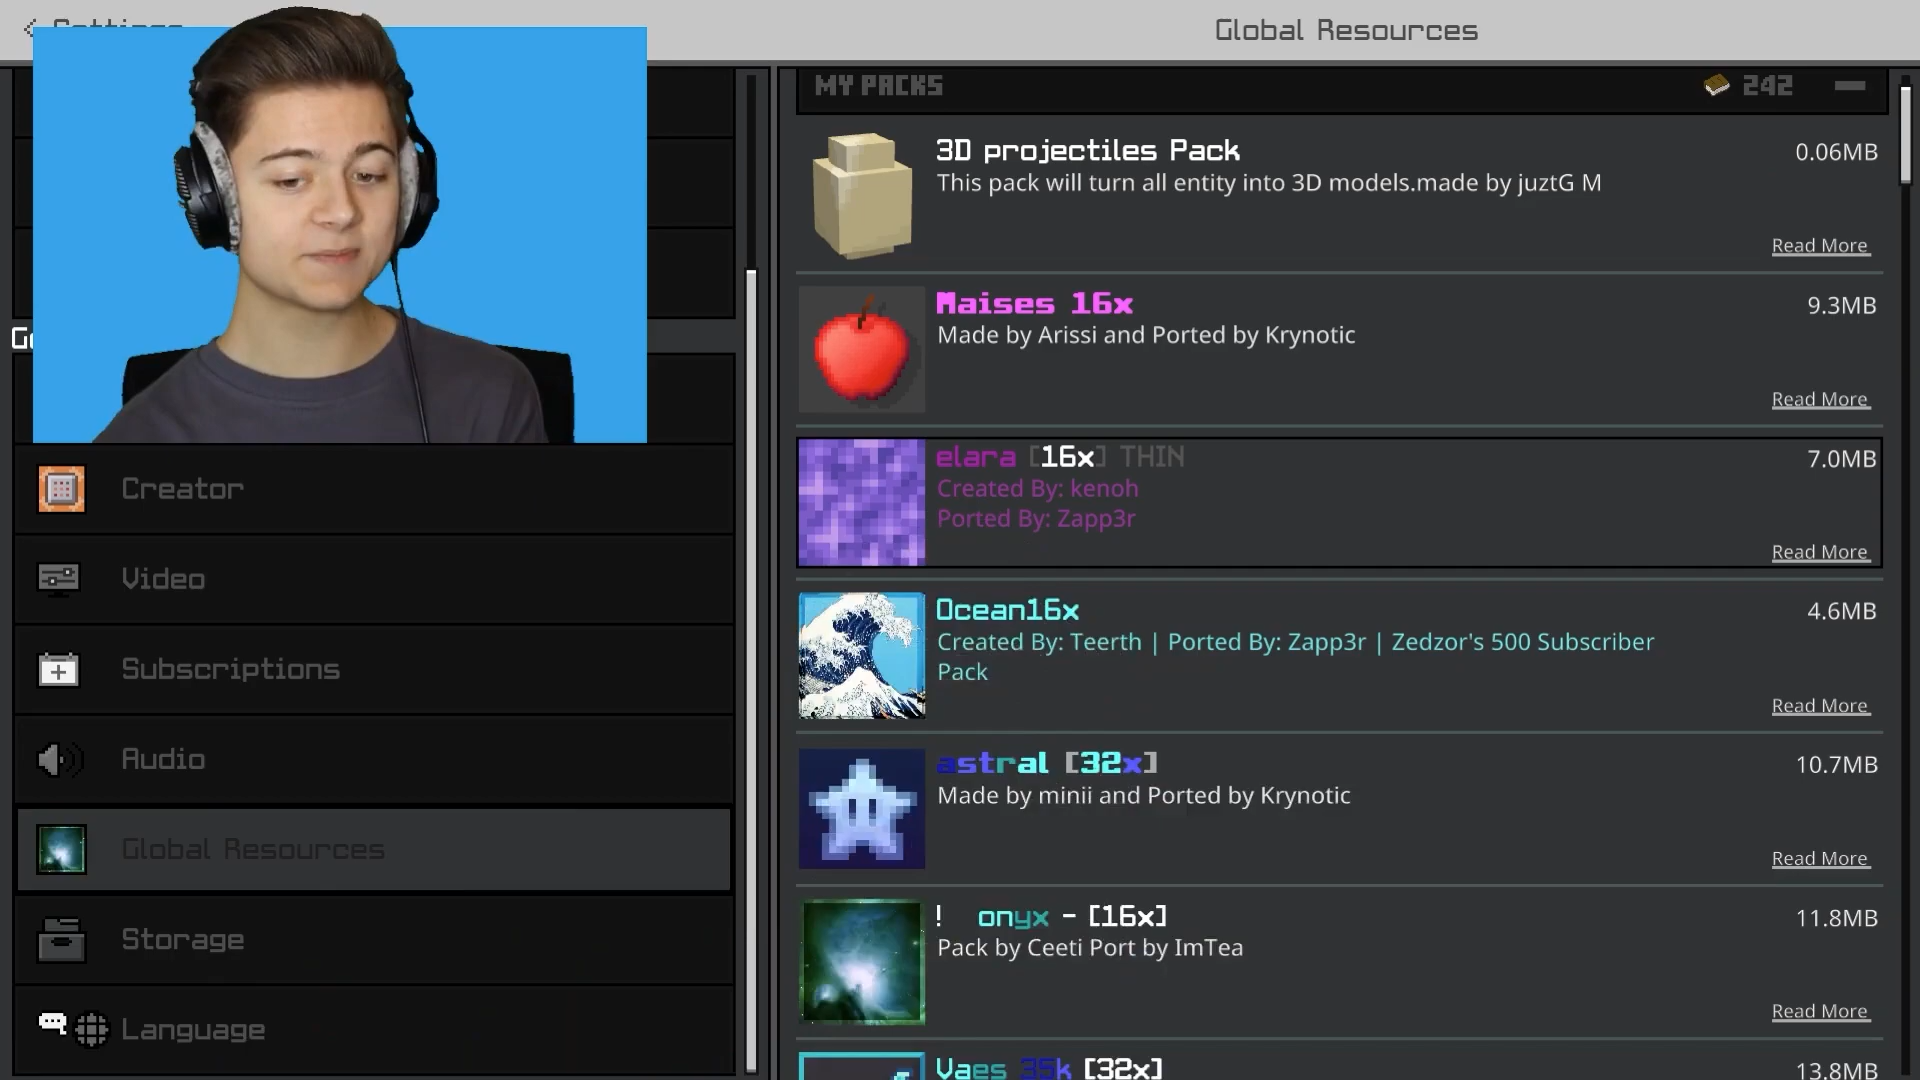 Global Resources
MY PACKS
242
3D projectiles Pack
0.06MB
This pack will turn all entity into 3D models.made by juztG M
Read More
Maises 16x
9.3MB
Made by Arissi and Ported by Krynotic
Read More
elara [16x] THIN
7.0MB
Created By: kenoh
Ported By: Zapp3r
Read More
Ocean16x
4.6MB
Created By: Teerth | Ported By: Zapp3r | Zedzor's 500 Subscriber
Pack
Read More
astral [32x]
10.7MB
Made by minii and Ported by Krynotic
Read More
! onyx - [16x]
11.8MB
Pack by Ceeti Port by ImTea
Read More
Vaes 35k [32x]
13.8MB
Creator
Video
Subscriptions
Audio
Global Resources
Storage
Language